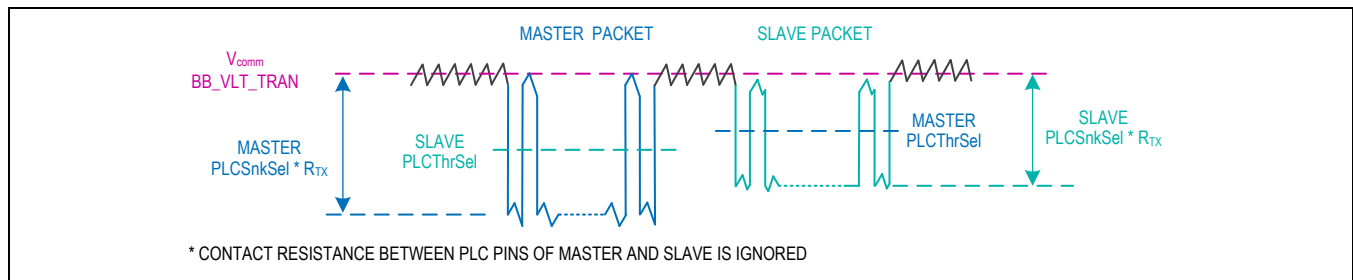 MASTER PACKET
SLAVE PACKET
Vcomm
BB_VLT_TRAN
MASTER
PLCSnkSel * RTX
SLAVE
PLCThrSel
MASTER
PLCThrSel
SLAVE
PLCSnkSel * RTX
* CONTACT RESISTANCE BETWEEN PLC PINS OF MASTER AND SLAVE IS IGNORED